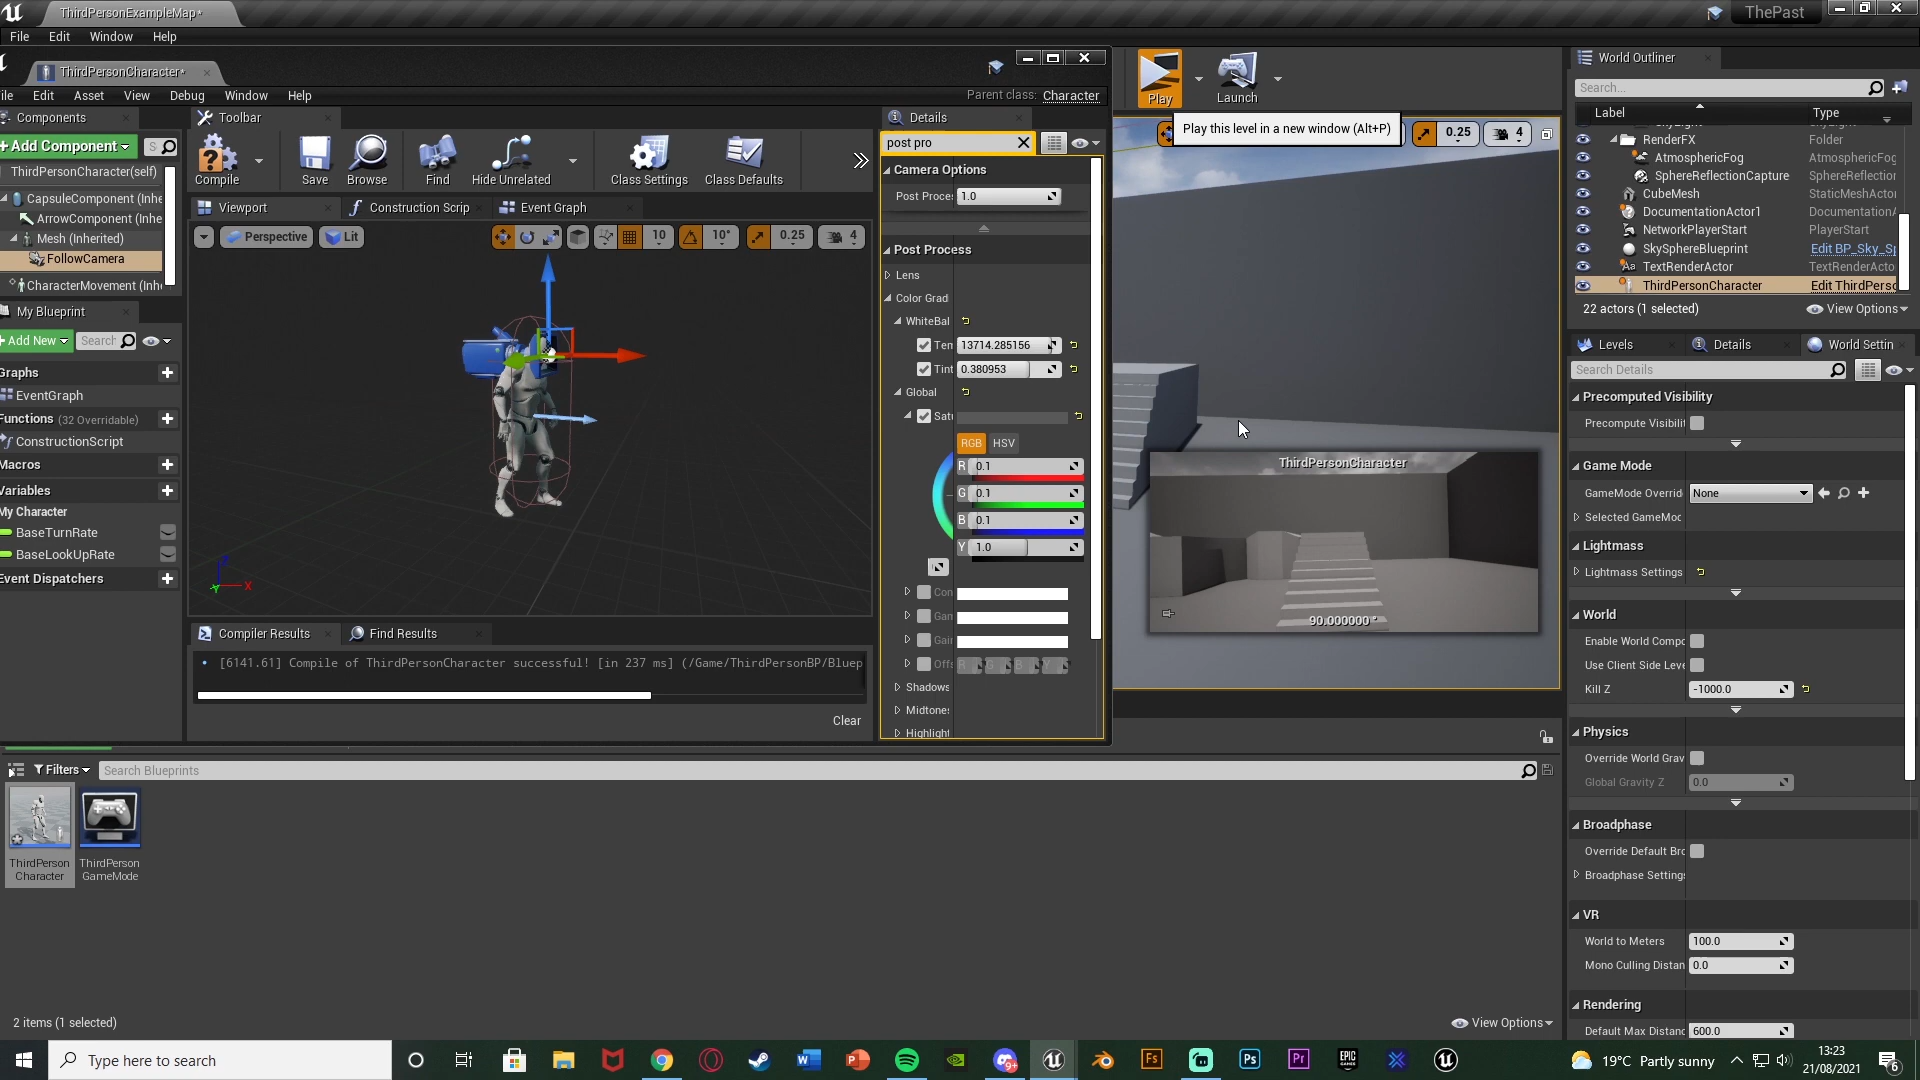 ThirdPersonExampleMap*
ThePast
File Edit Window Help
ThirdPersonCharacter*
ile Edit Asset View Debug Window Help
Parent class: Character
Components
Toolbar
Details
+Add Component
S
ThirdPersonCharacter(self)
CapsuleComponent (Inhe
ArrowComponent (Inhe
Mesh (Inherited)
FollowCamera
CharacterMovement (Inhe
Compile
Save
Browse
Find
Hide Unrelated
Class Settings
Class Defaults
Viewport
Construction Scrip
Event Graph
Perspective
Lit
10
10°
0.25
4
My Blueprint
+Add New
Search
Graphs
EventGraph
Functions (32 Overridable)
ConstructionScript
Macros
Variables
My Character
BaseTurnRate
BaseLookUpRate
Event Dispatchers
Z
X
Y
Compiler Results
Find Results
[6141.61] Compile of ThirdPersonCharacter successful! [in 237 ms] (/Game/ThirdPersonBP/Bluep
Clear
post pro
Camera Options
Post Proce: 1.0
Post Process
Lens
Color Grad
WhiteBal
Ten 13714.285156
Tint 0.380953
Global
Satu
RGB HSV
R 0.1
G 0.1
B 0.1
Y 1.0
Con
Gan
Gai
Offs R G B Y
Shadows
Midtone:
Highlight
Play
Launch
Play this level in a new window (Alt+P)
0.25
4
ThirdPersonCharacter
90.000000 °
World Outliner
Search...
Label Type
RenderFX Folder
AtmosphericFog AtmosphericFog
SphereReflectionCapture SphereReflection
CubeMesh StaticMeshActor
DocumentationActor1 Documentation
NetworkPlayerStart PlayerStart
SkySphereBlueprint Edit BP_Sky_Sp
TextRenderActor TextRenderActo
ThirdPersonCharacter Edit ThirdPerso
22 actors (1 selected)
View Options
Levels
Details
World Settin
Search Details
Precomputed Visibility
Precompute Visibilit
Game Mode
GameMode Overrid None
Selected GameMod
Lightmass
Lightmass Settings
World
Enable World Compo
Use Client Side Leve
Kill Z -1000.0
Physics
Override World Grav
Global Gravity Z 0.0
Broadphase
Override Default Bro
Broadphase Settings
VR
World to Meters 100.0
Mono Culling Distan 0.0
Rendering
Default Max Distanc 600.0
Filters
Search Blueprints
ThirdPerson
Character
ThirdPerson
GameMode
2 items (1 selected)
View Options
Type here to search
19°C Partly sunny
13:23
21/08/2021
6